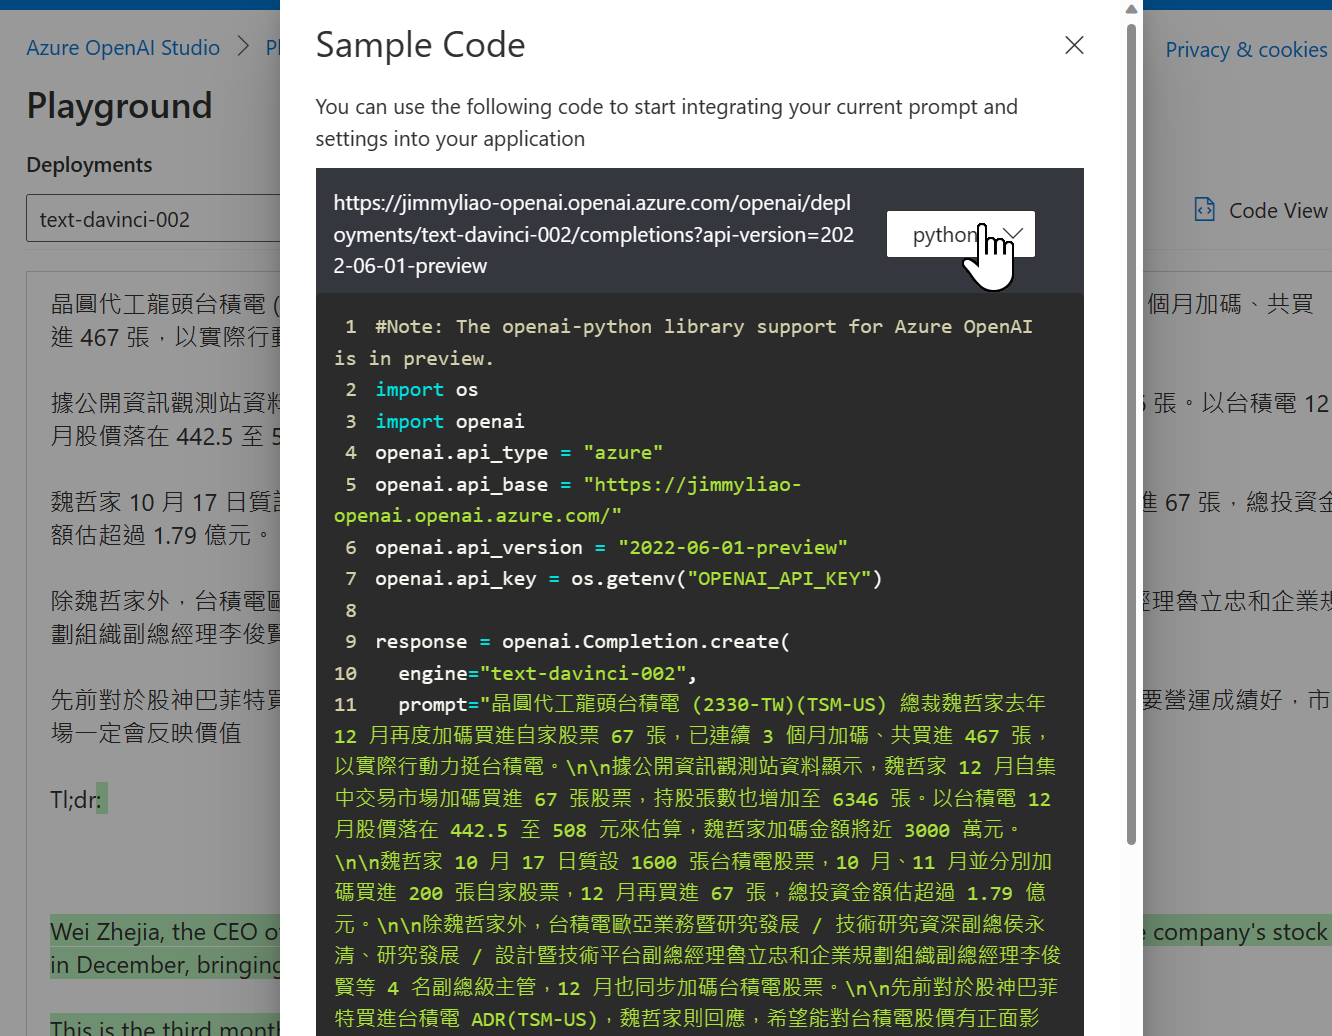 Azure OpenAI Studio
Sample Code
Privacy & cookies
Playground
You can use the following code to start integrating your current prompt and
settings into your application
Deployments
text-davinci-002
Code View
https://jimmyliao-openai.openai.azure.com/openai/depl
oyments/text-davinci-002/completions?api-version=202
2-06-01-preview
python
晶圓代工龍頭台積電 (
個月加碼、共買
進 467 張，以實際行
據公開資訊觀測站資
張。以台積電 12
月股價落在 442.5 至
魏哲家 10 月 17 日質
進 67 張，總投資金
額估超過 1.79 億元。
除魏哲家外，台積電
經理魯立忠和企業規
劃組織副總經理李俊
先前對於股神巴菲特
要營運成績好，市
場一定會反映價值
Tl;dr:
Wei Zhejia, the CEO
company's stock
in December, bringing
This is the third
1 #Note: The openai-python library support for Azure OpenAI
is in preview.
2 import os
3 import openai
4 openai.api_type = "azure"
5 openai.api_base = "https://jimmyliao-
openai.openai.azure.com/"
6 openai.api_version = "2022-06-01-preview"
7 openai.api_key = os.getenv("OPENAI_API_KEY")
8
9 response = openai.Completion.create(
10 engine="text-davinci-002",
11 prompt="晶圓代工龍頭台積電 (2330-TW)(TSM-US) 總裁魏哲家去年
12 月再度加碼買進自家股票 67 張，已連續 3 個月加碼、共買進 467 張，
以實際行動力挺台積電。\n\n據公開資訊觀測站資料顯示，魏哲家 12 月自集
中交易市場加碼買進 67 張股票，持股張數也增加至 6346 張。以台積電 12
月股價落在 442.5 至 508 元來估算，魏哲家加碼金額將近 3000 萬元。
\n\n魏哲家 10 月 17 日質設 1600 張台積電股票，10 月、11 月並分別加
碼買進 200 張自家股票，12 月再買進 67 張，總投資金額估超過 1.79 億
元。\n\n除魏哲家外，台積電歐亞業務暨研究發展 / 技術研究資深副總侯永
清、研究發展 / 設計暨技術平台副總經理魯立忠和企業規劃組織副總經理李俊
賢等 4 名副總級主管，12 月也同步加碼台積電股票。\n\n先前對於股神巴菲
特買進台積電 ADR(TSM-US)，魏哲家則回應，希望能對台積電股價有正面影